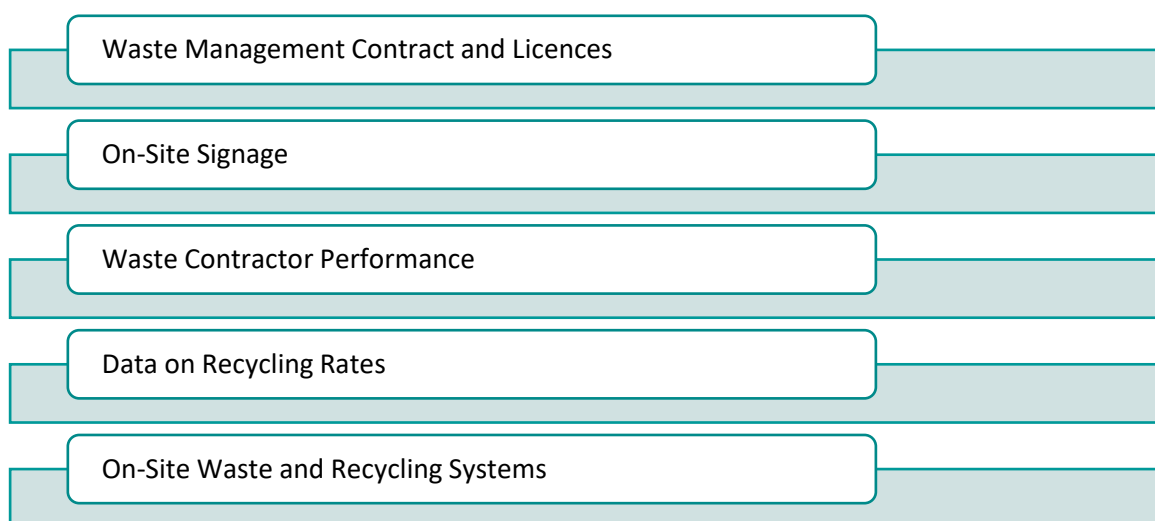 Waste Management Contract and Licences
On-Site Signage
Waste Contractor Performance
Data on Recycling Rates
On-Site Waste and Recycling Systems